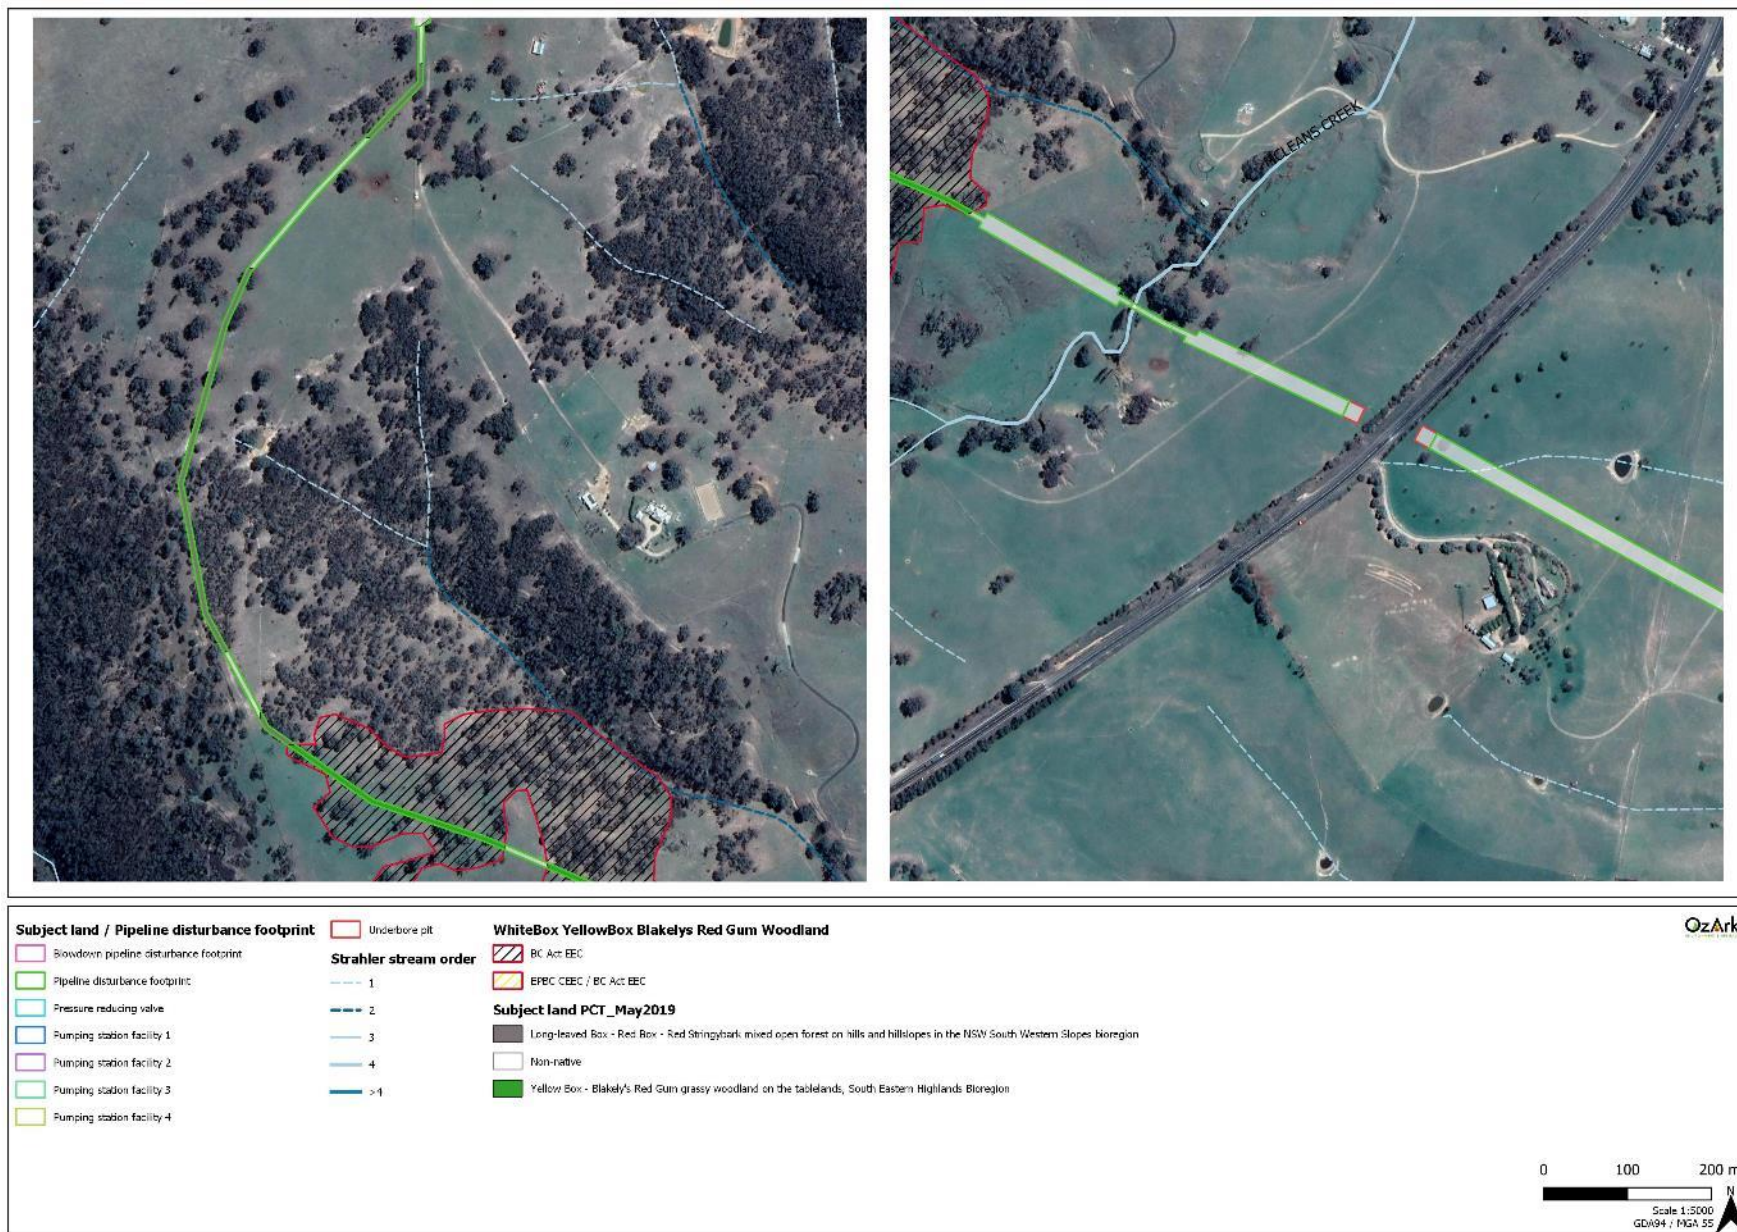 CLEANS CREEK
Subject land / Pipeline disturbance footprint
Blowdown pipeline disturbance footprint
Pipeline disturbance footprint
Pressure reducing valve
Pumping station facility 1
Pumping station facility 2
Pumping station facility 3
Pumping station facility 4
Underbore pit
Strahler stream order
1
2
3
4
>4
WhiteBox YellowBox Blakelys Red Gum Woodland
BC Act EEC
EPBC CEEC / BC Act EEC
Subject land PCT_May2019
Long-leaved Box - Red Box - Red Stringybark mixed open forest on hills and hillslopes in the NSW South Western Slopes bioregion
Non-native
Yellow Box - Blakely's Red Gum grassy woodland on the tablelands, South Eastern Highlands Bioregion
OzArk
0 100 200 m
N
Scale 1:5000
GDA94 / MGA 55